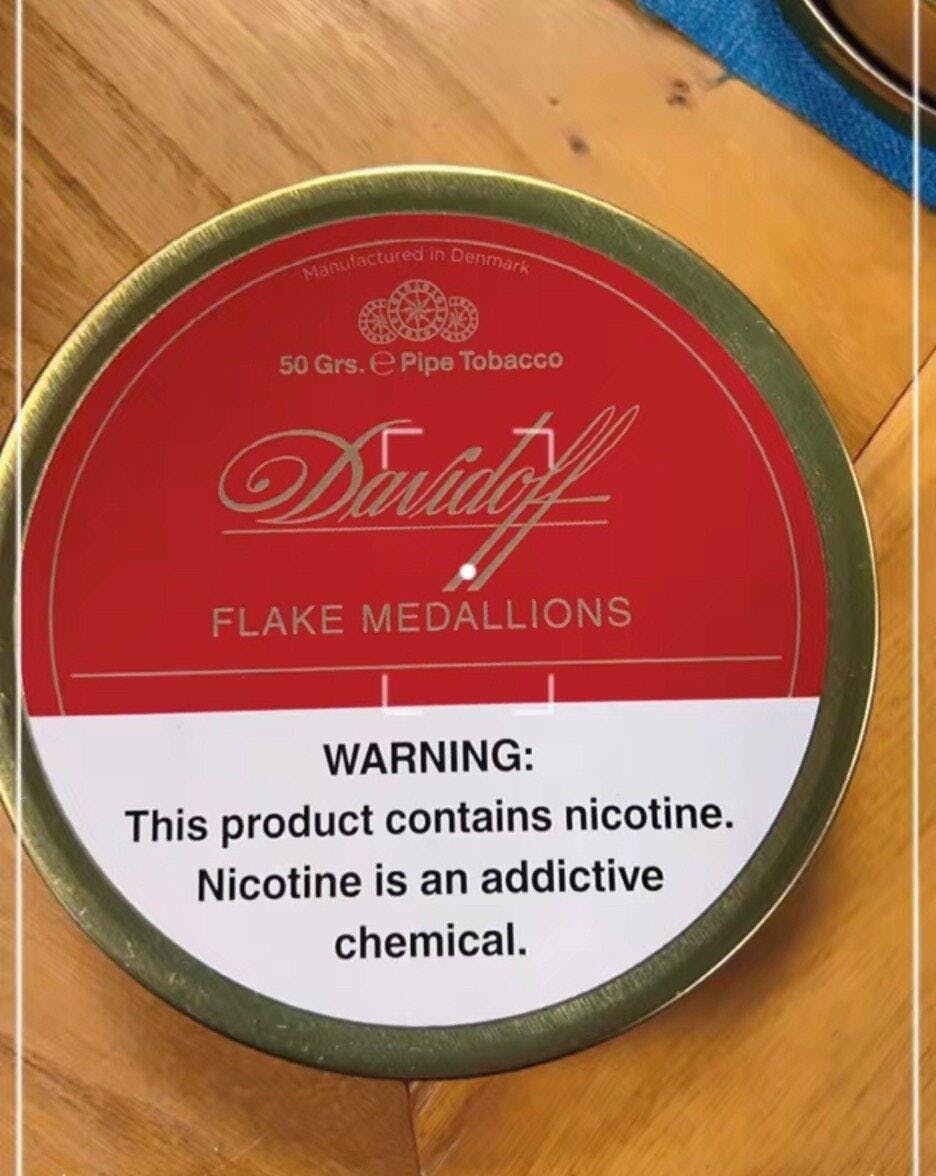 Manufactured in Denmark
50 Grs. ℮ Pipe Tobacco
Davidoff
FLAKE MEDALLIONS
WARNING:
This product contains nicotine.
Nicotine is an addictive
chemical.